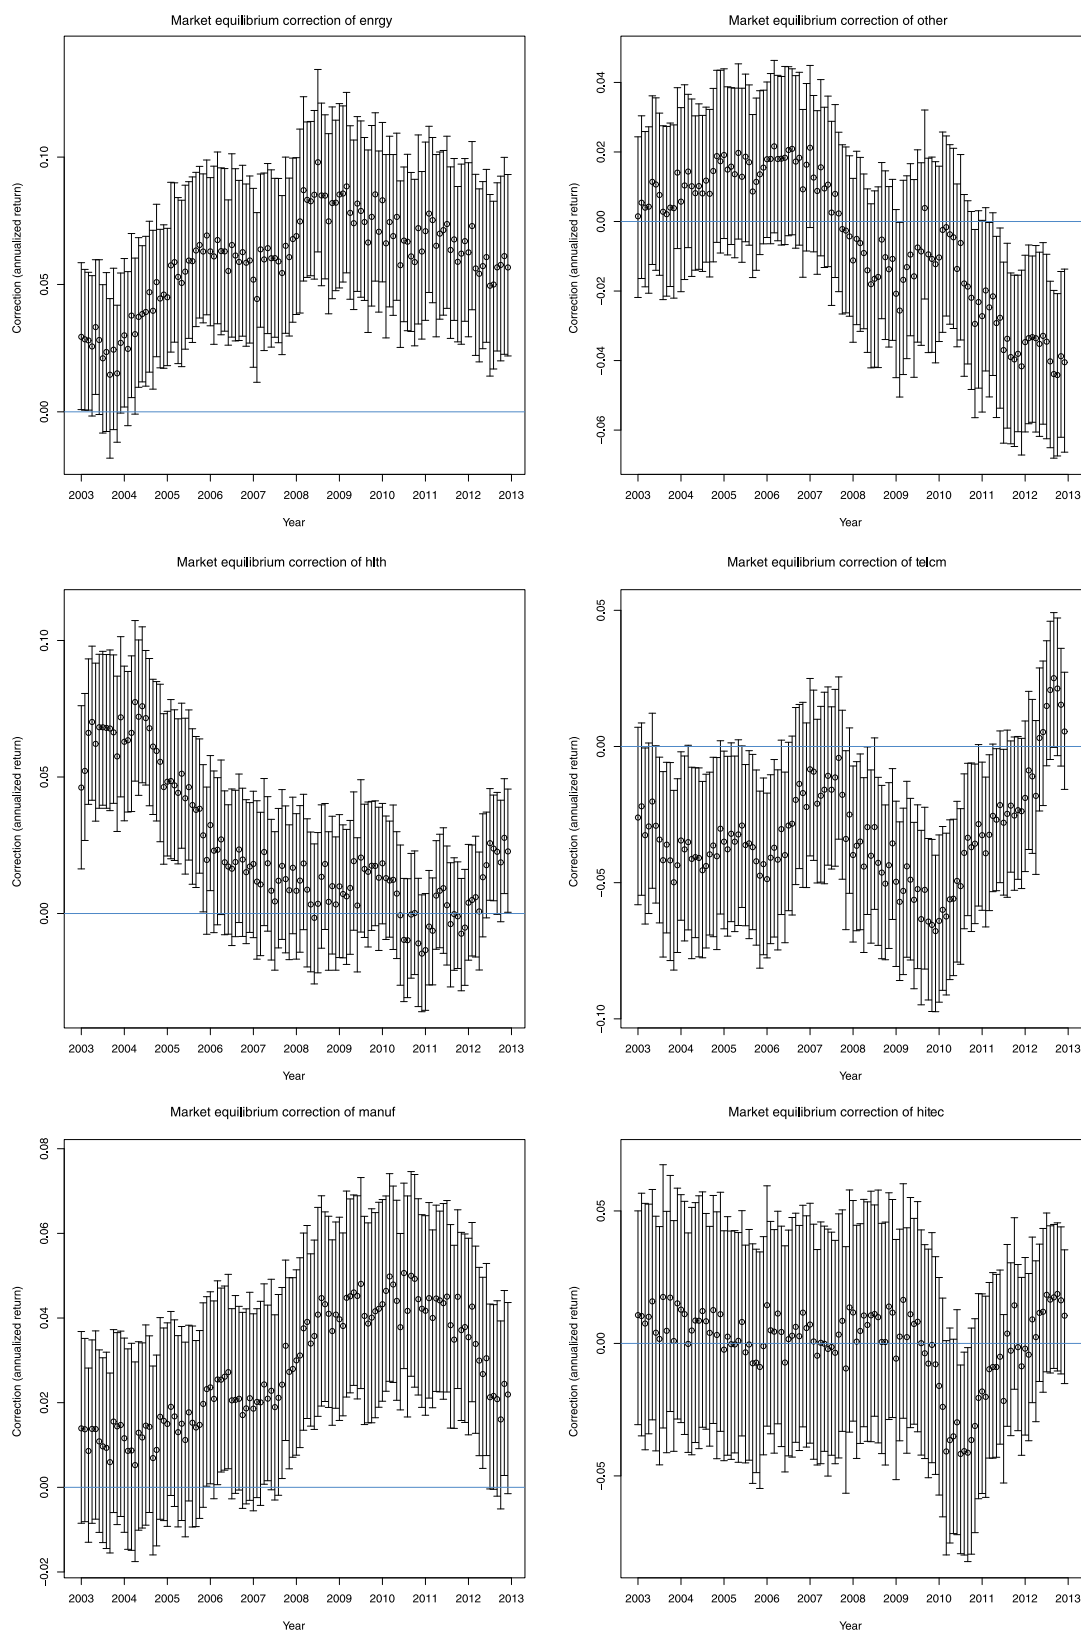 Market equilibrium correction of enrgy
Correction (annualized return)
0.10
0.05
0.00
2003 2004 2005 2006 2007 2008 2009 2010 2011 2012 2013
Year
Market equilibrium correction of other
Correction (annualized return)
0.04
0.02
0.00
−0.02
−0.04
−0.06
2003 2004 2005 2006 2007 2008 2009 2010 2011 2012 2013
Year
Market equilibrium correction of hlth
Correction (annualized return)
0.10
0.05
0.00
2003 2004 2005 2006 2007 2008 2009 2010 2011 2012 2013
Year
Market equilibrium correction of telcm
Correction (annualized return)
0.05
0.00
−0.05
−0.10
2003 2004 2005 2006 2007 2008 2009 2010 2011 2012 2013
Year
Market equilibrium correction of manuf
Correction (annualized return)
0.08
0.06
0.04
0.02
0.00
−0.02
2003 2004 2005 2006 2007 2008 2009 2010 2011 2012 2013
Year
Market equilibrium correction of hitec
Correction (annualized return)
0.05
0.00
−0.05
2003 2004 2005 2006 2007 2008 2009 2010 2011 2012 2013
Year